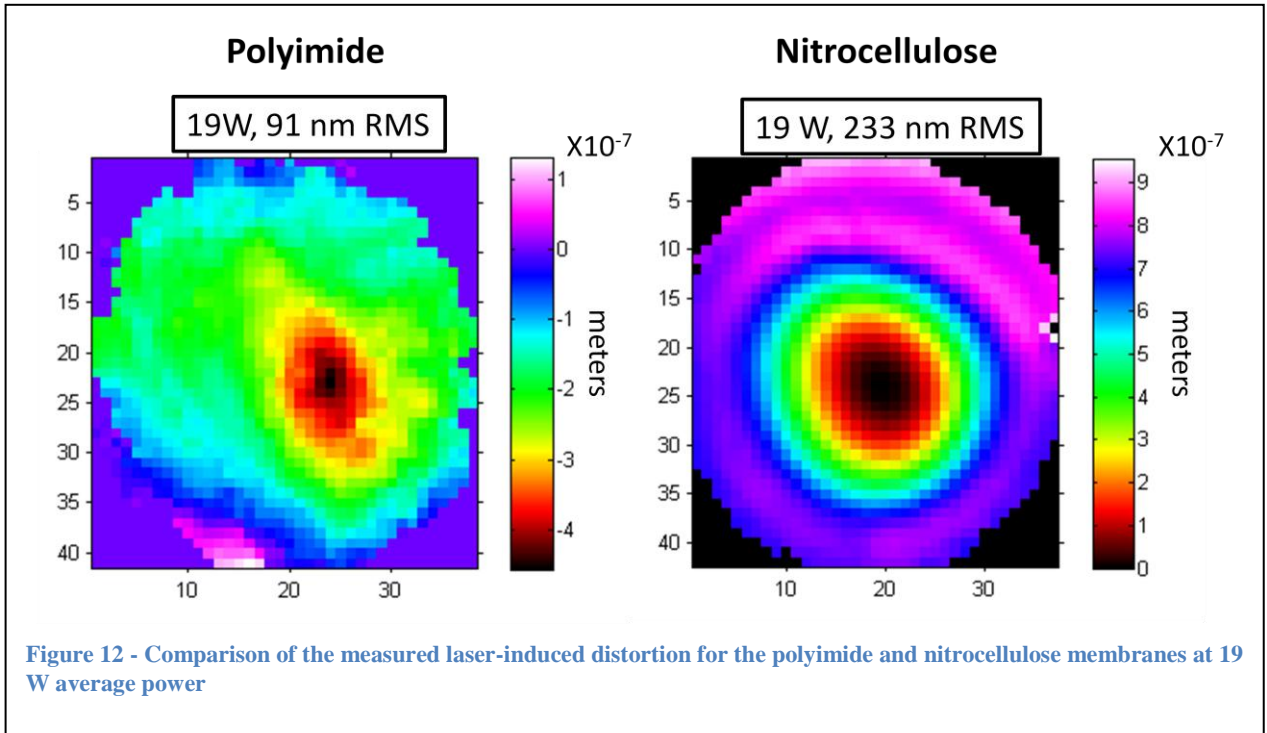 Polyimide
19W, 91 nm RMS
X10-7
1
0
-1
-2
-3
-4
meters
5
10
15
20
25
30
35
40
10 20 30
Nitrocellulose
19 W, 233 nm RMS
X10-7
9
8
7
6
5
4
3
2
1
0
meters
5
10
15
20
25
30
35
40
10 20 30
Figure 12 - Comparison of the measured laser-induced distortion for the polyimide and nitrocellulose membranes at 19
W average power